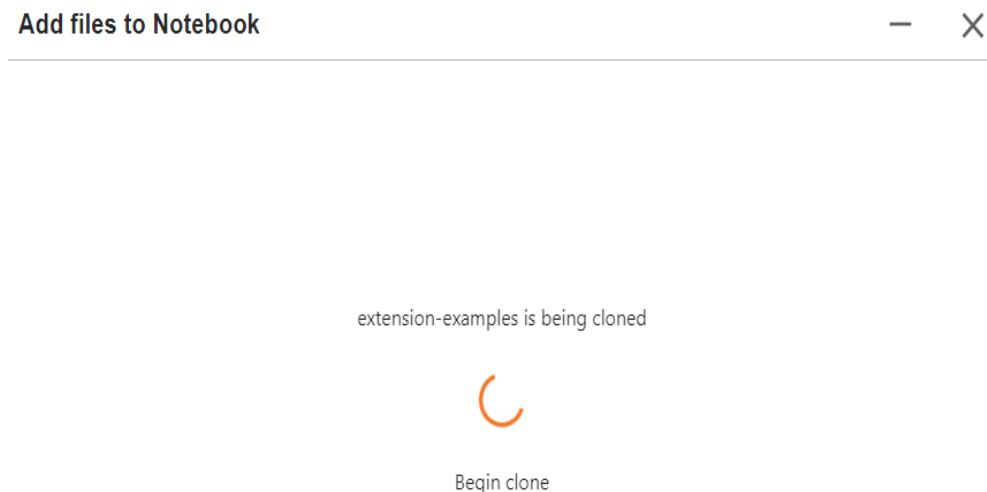 Add files to Notebook
extension-examples is being cloned
Begin clone